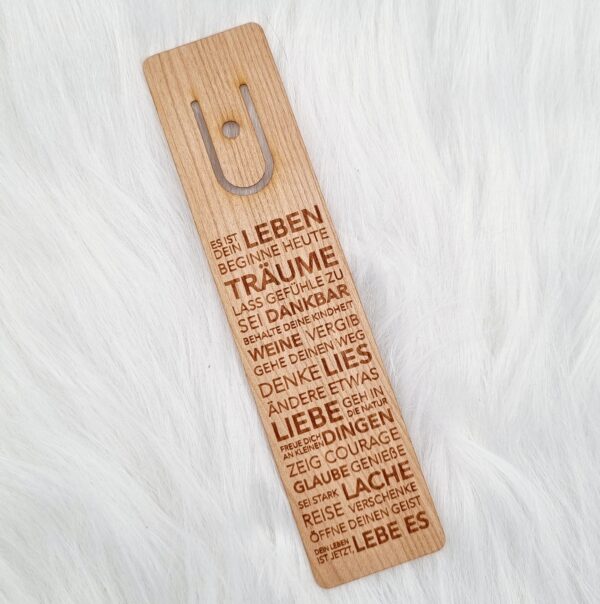 ES IST DEIN LEBEN
BEGINNE HEUTE
TRÄUME
LASS GEFÜHLE ZU
SEI DANKBAR
BEHALTE DEINE KINDHEIT
WEINE VERGIB
GEHE DEINEN WEG
DENKE LIES
ÄNDERE ETWAS
LIEBE GEH IN DIE NATUR
FREUE DICH AN KLEINEN DINGEN
ZEIG COURAGE
GLAUBE GENIEßE
SEI STARK LACHE
REISE VERSCHENKE
ÖFFNE DEINEN GEIST
DEIN LEBEN IST JETZT, LEBE ES